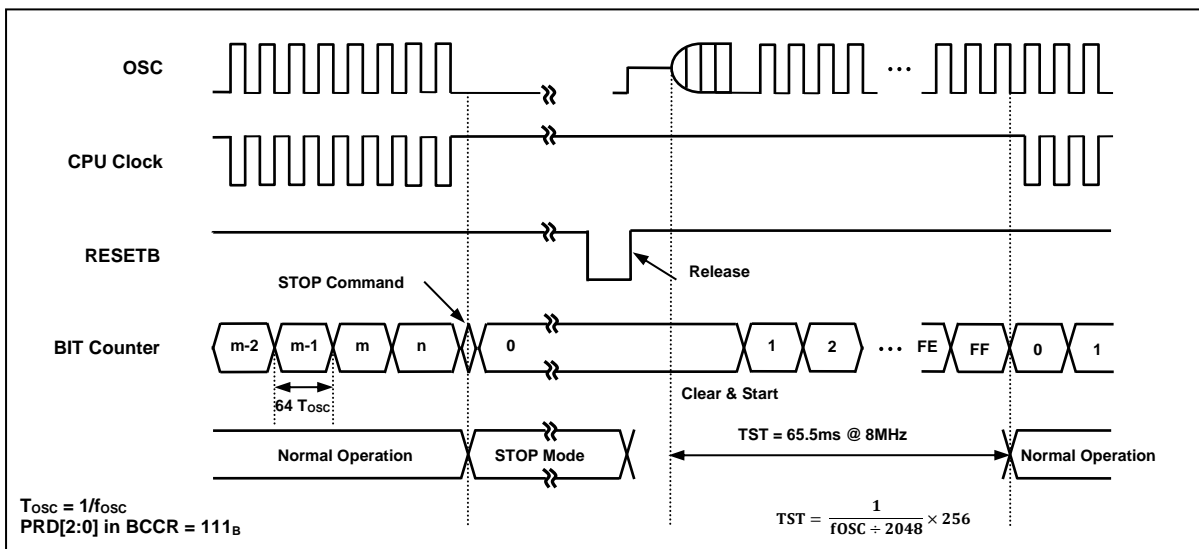 OSC
...
CPU Clock
RESETB
Release
STOP Command
BIT Counter
m-2 m-1 m n 0 1 2 ... FE FF 0 1
64 TOSC
Clear & Start
TST = 65.5ms @ 8MHz
Normal Operation STOP Mode Normal Operation
TOSC = 1/fOSC
PRD[2:0] in BCCR = 111B
TST = 1 / (fOSC ÷ 2048) × 256